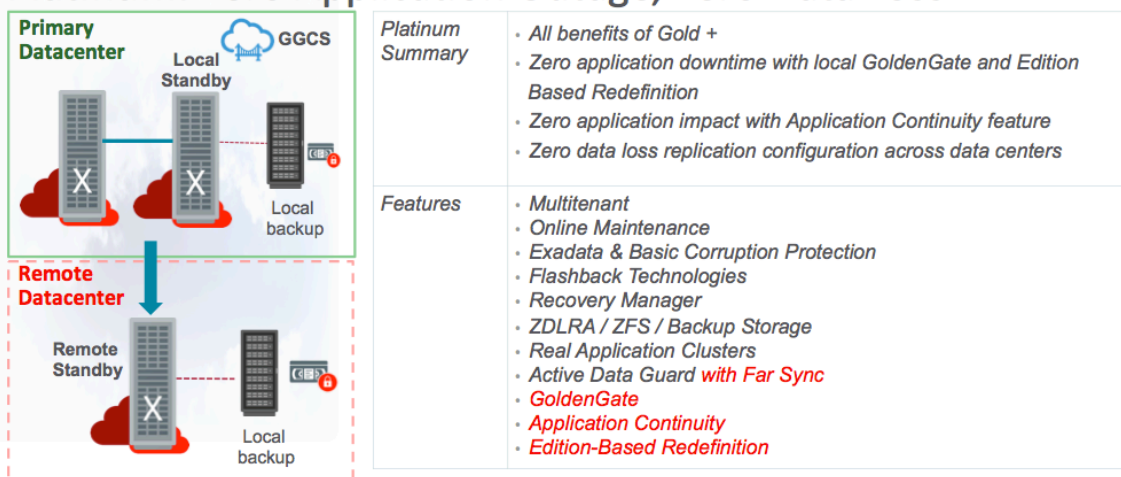 Primary
Datacenter
GGCS
Local
Standby
X
X
Local
backup
Remote
Datacenter
Remote
Standby
X
Local
backup
Platinum
Summary
• All benefits of Gold +
• Zero application downtime with local GoldenGate and Edition
Based Redefinition
• Zero application impact with Application Continuity feature
• Zero data loss replication configuration across data centers
Features
• Multitenant
• Online Maintenance
• Exadata & Basic Corruption Protection
• Flashback Technologies
• Recovery Manager
• ZDLRA / ZFS / Backup Storage
• Real Application Clusters
• Active Data Guard with Far Sync
• GoldenGate
• Application Continuity
• Edition-Based Redefinition